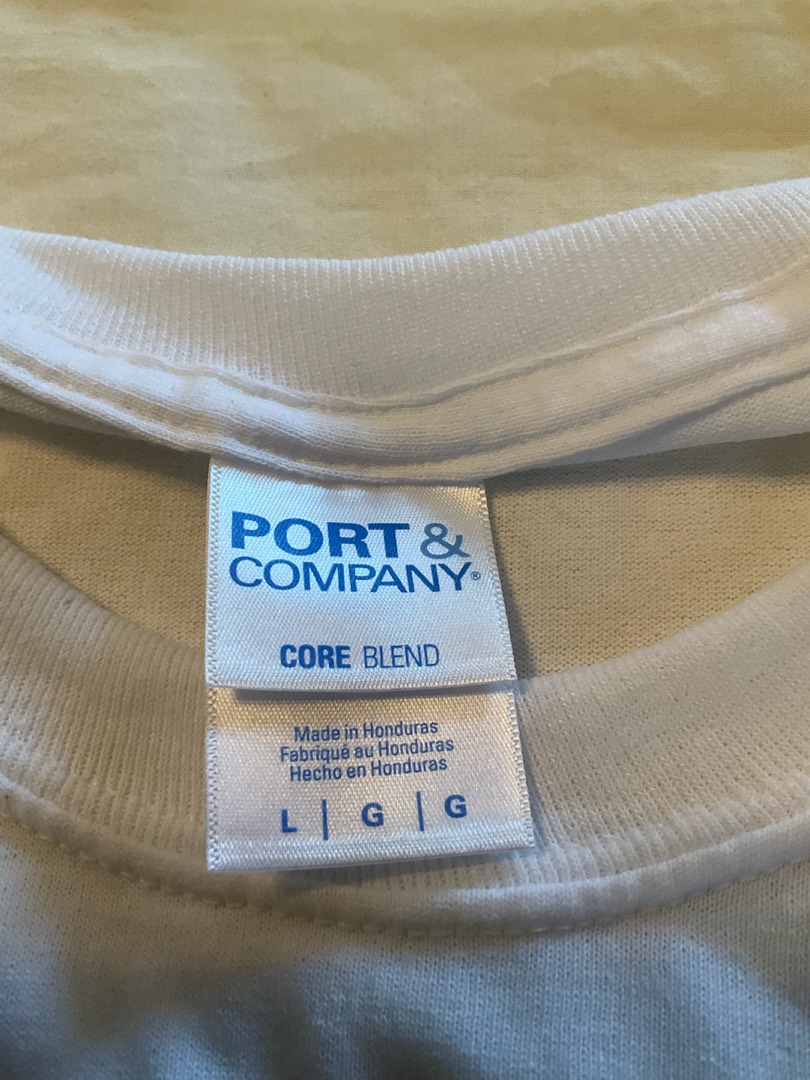 PORT &
COMPANY®
CORE BLEND
Made in Honduras
Fabriqué au Honduras
Hecho en Honduras
L | G | G